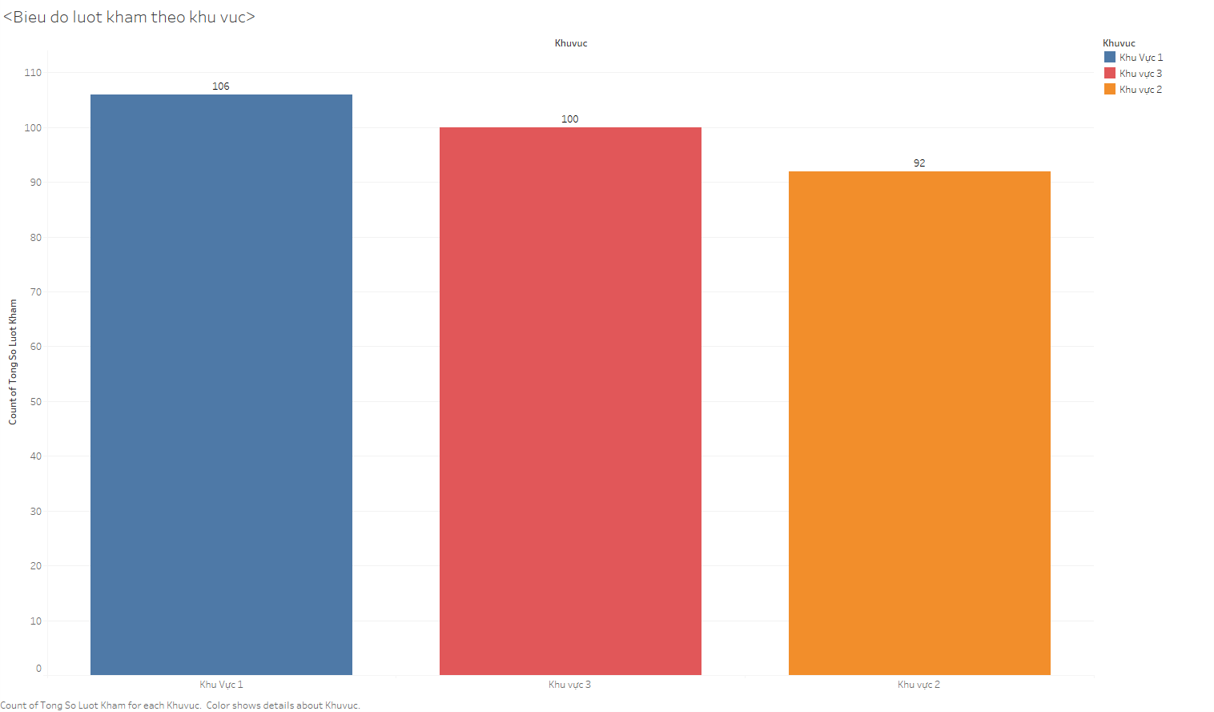 <Bieu do luot kham theo khu vuc>
Khuvuc
Khuvuc
Khu Vực 1
Khu vực 3
Khu vực 2
Count of Tong So Luot Kham
110
100
90
80
70
60
50
40
30
20
10
0
106
100
92
Khu Vực 1
Khu vực 3
Khu vực 2
Count of Tong So Luot Kham for each Khuvuc. Color shows details about Khuvuc.